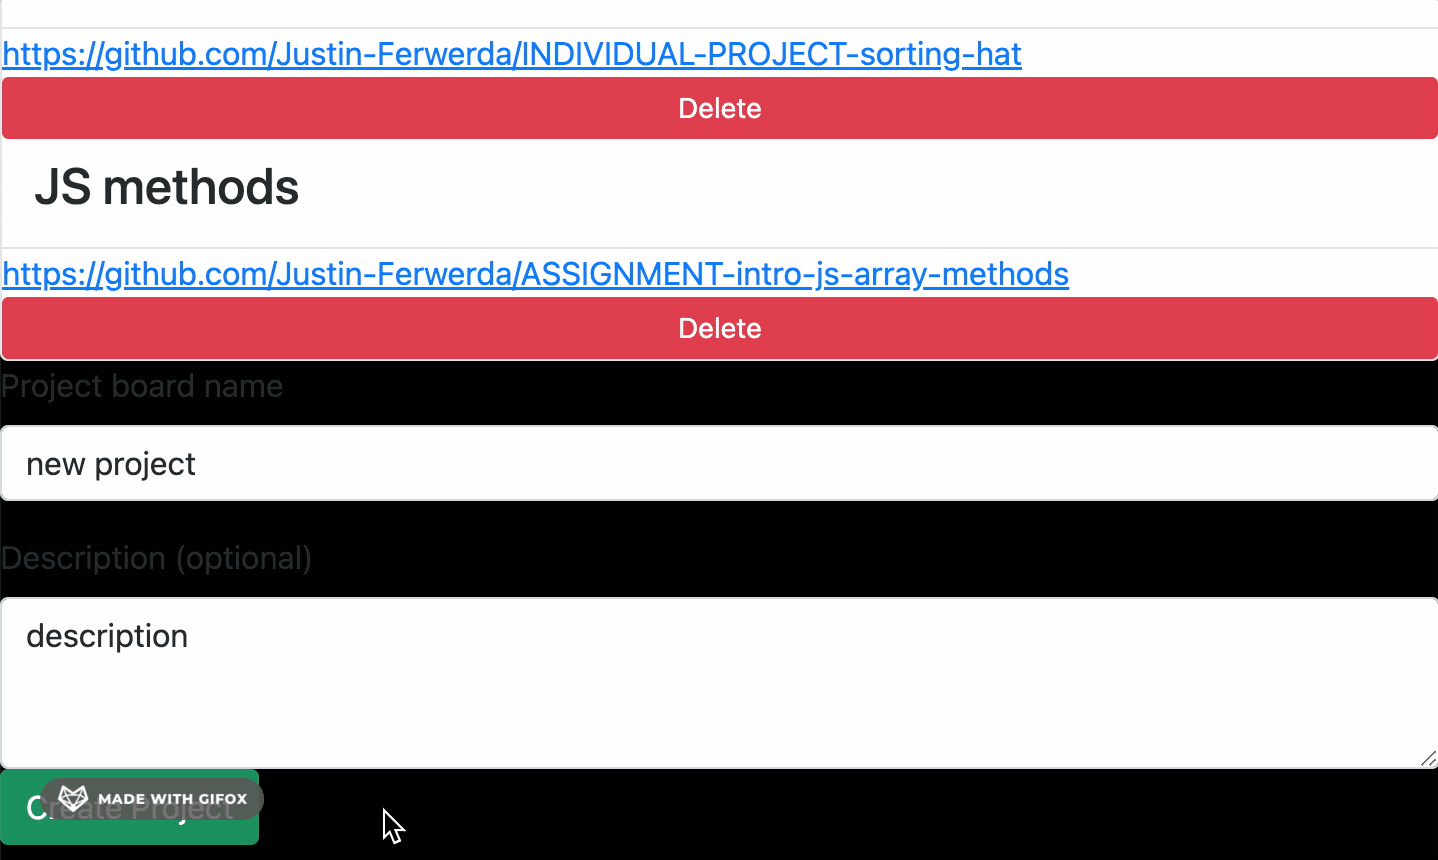 https://github.com/Justin-Ferwerda/INDIVIDUAL-PROJECT-sorting-hat
Delete
JS methods
https://github.com/Justin-Ferwerda/ASSIGNMENT-intro-js-array-methods
Delete
Project board name
new project
Description (optional)
description
Create Project
MADE WITH GIFOX